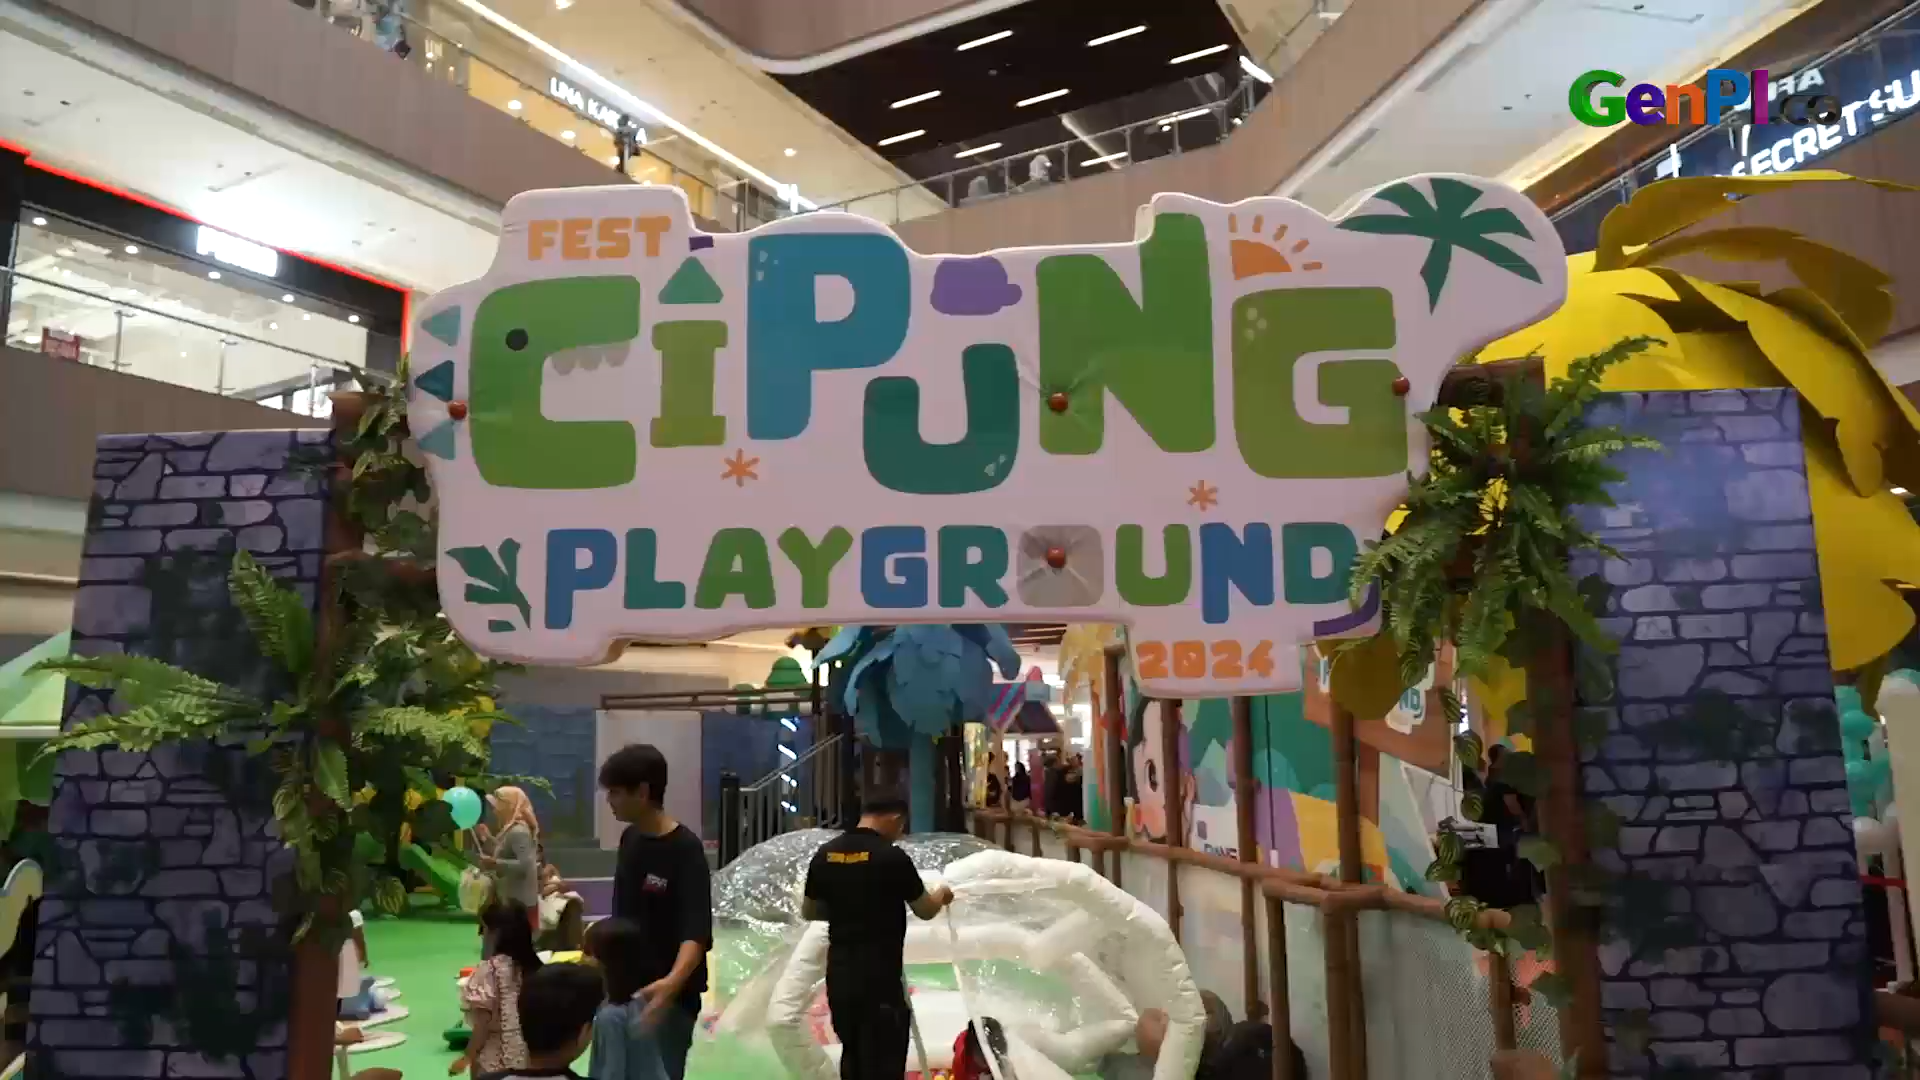 GenPI.co
SECRET
FEST
CIPUNG
PLAYGROUND
2024